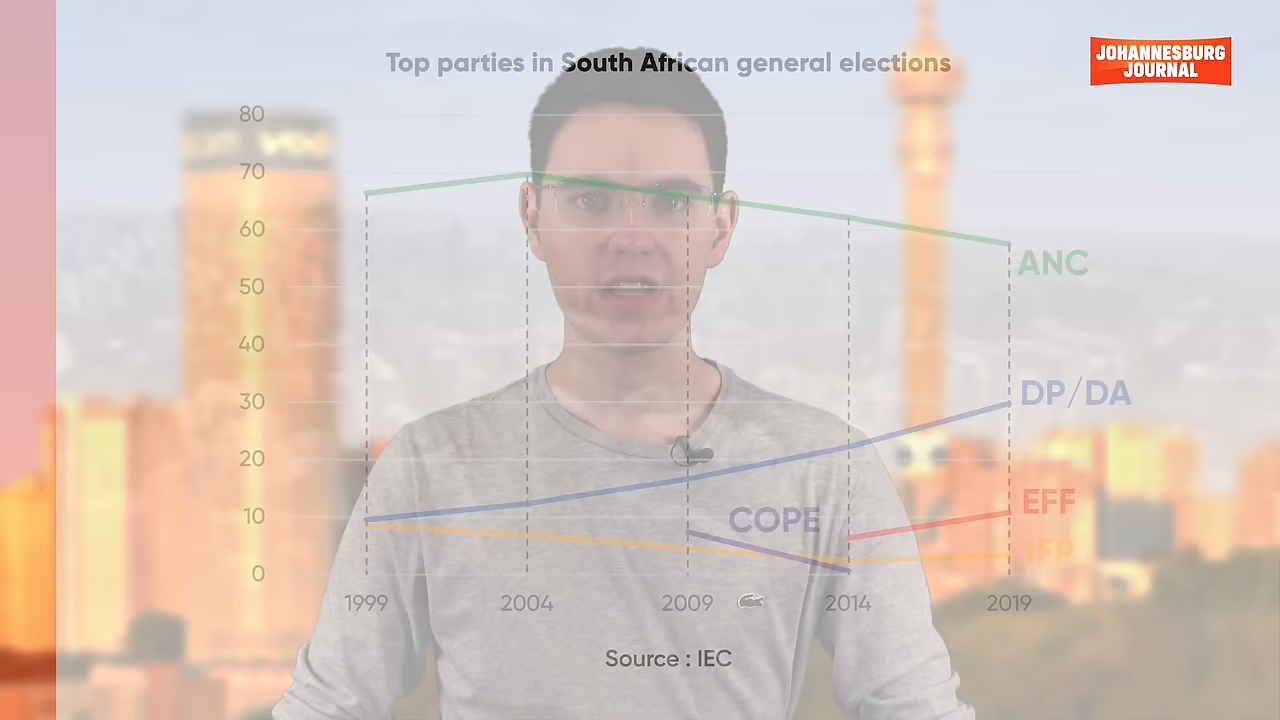 Top parties in South African general elections
JOHANNESBURG
JOURNAL
80
70
60
50
40
30
20
10
0
ANC
DP/DA
EFF
IFP
COPE
1999
2004
2009
2014
2019
Source : IEC